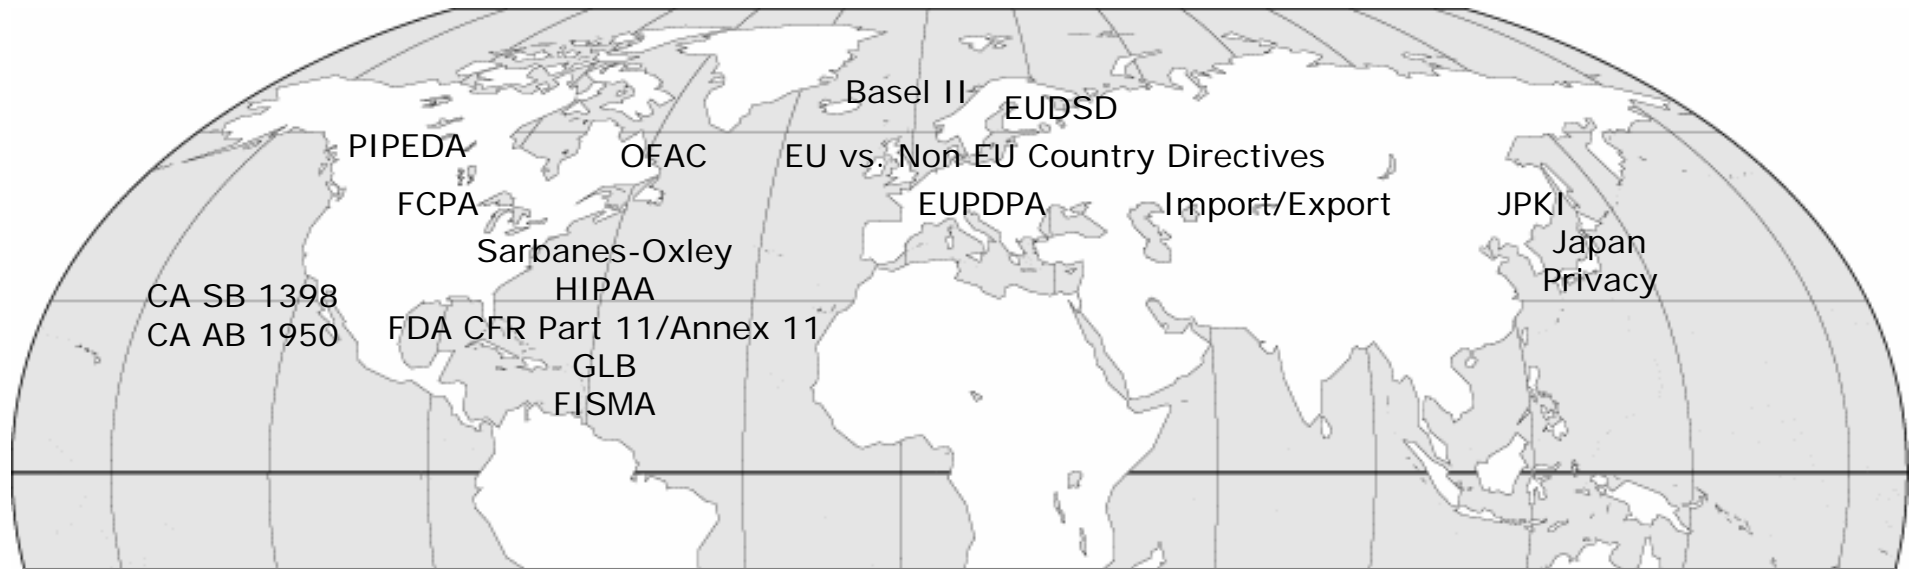 Basel II
EUDSD
PIPEDA
OFAC
EU vs. Non EU Country Directives
FCPA
EUPDPA
Import/Export
JPKI
Sarbanes-Oxley
Japan
Privacy
HIPAA
CA SB 1398
CA AB 1950
FDA CFR Part 11/Annex 11
GLB
FISMA